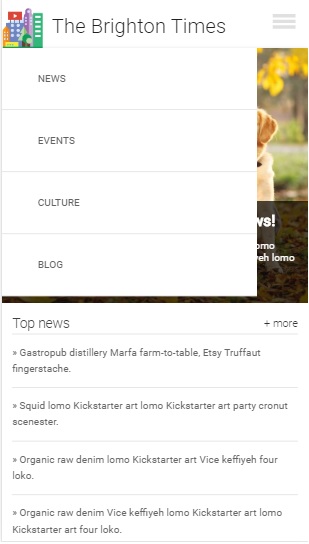 The Brighton Times
NEWS
EVENTS
CULTURE
BLOG
ws!
omo
yeh lomo
Top news
+ more
» Gastropub distillery Marfa farm-to-table, Etsy Truffaut
fingerstache.
» Squid lomo Kickstarter art lomo Kickstarter art party cronut
scenester.
» Organic raw denim lomo Kickstarter art Vice keffiyeh four
loko.
» Organic raw denim Vice keffiyeh lomo Kickstarter art lomo
Kickstarter art four loko.